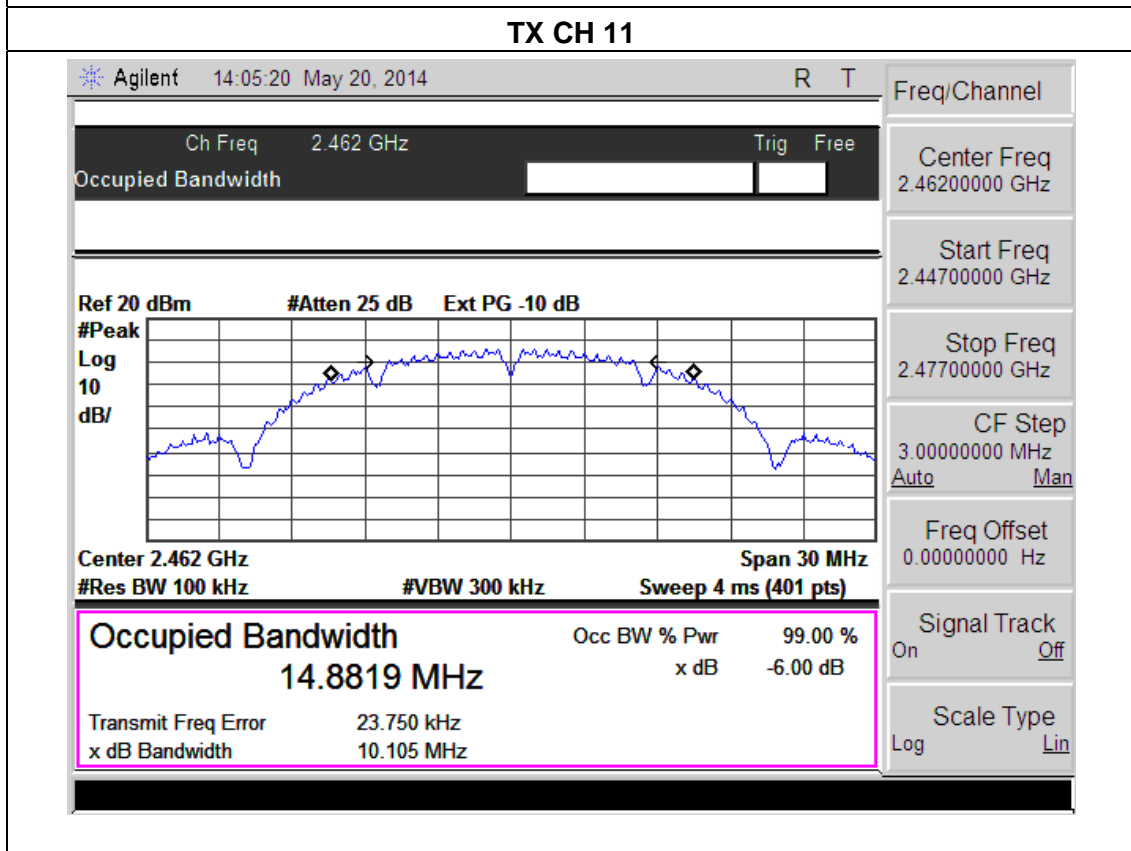 TX CH 11
Agilent 14:05:20 May 20, 2014 R T
Freq/Channel
Ch Freq 2.462 GHz Trig Free
Occupied Bandwidth
Center Freq
2.46200000 GHz
Start Freq
2.44700000 GHz
Stop Freq
2.47700000 GHz
CF Step
3.00000000 MHz
Auto Man
Freq Offset
0.00000000 Hz
Signal Track
On Off
Scale Type
Log Lin
Ref 20 dBm #Atten 25 dB Ext PG -10 dB
#Peak
Log
10
dB/
Center 2.462 GHz Span 30 MHz
#Res BW 100 kHz #VBW 300 kHz Sweep 4 ms (401 pts)
Occupied Bandwidth Occ BW % Pwr 99.00 %
14.8819 MHz x dB -6.00 dB
Transmit Freq Error 23.750 kHz
x dB Bandwidth 10.105 MHz